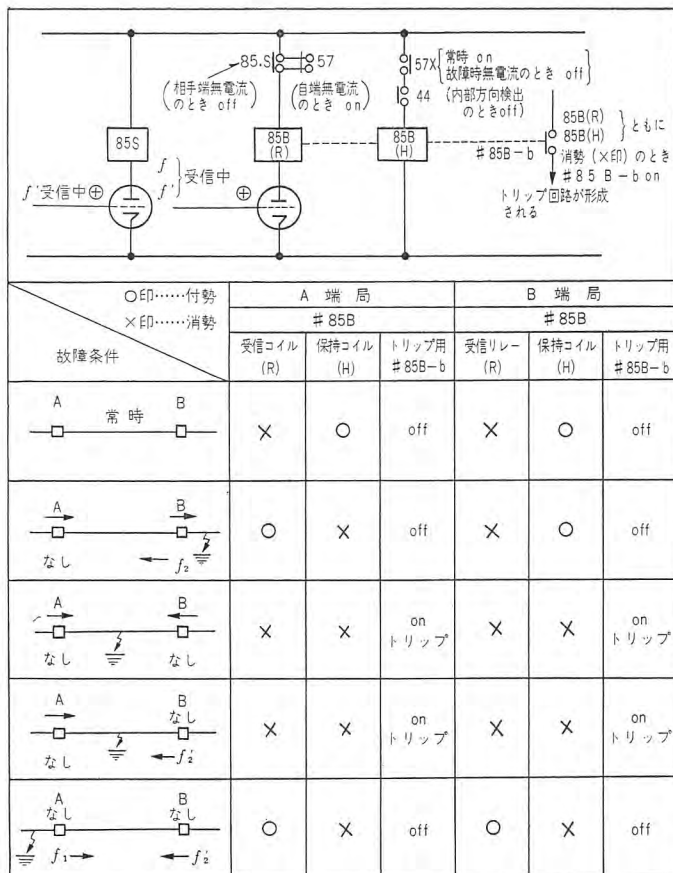 85.S
57
57X
常時 on
故障時無電流のとき off
(相手端無電流のとき off)
(自端無電流のとき on)
44
(内部方向検出のときoff)
85S
85B
(R)
85B
(H)
#85B-b
85B(R)
85B(H)
ともに
消勢 (×印) のとき
#85B-b on
トリップ回路が形成
される
f'受信中⊕
f
f'
受信中
⊕
○印……付勢
×印……消勢
故障条件
A 端 局
B 端 局
#85B
#85B
受信コイル
(R)
保持コイル
(H)
トリップ用
#85B-b
受信リレー
(R)
保持コイル
(H)
トリップ用
#85B-b
A 常時 B
× ○ off × ○ off
A B
なし f₂
○ × off × ○ off
A B
なし なし
× × on トリップ × × on トリップ
A B
なし
なし f₂'
× × on トリップ × × on トリップ
A B
なし なし
f₁ f₂'
○ × off ○ × off